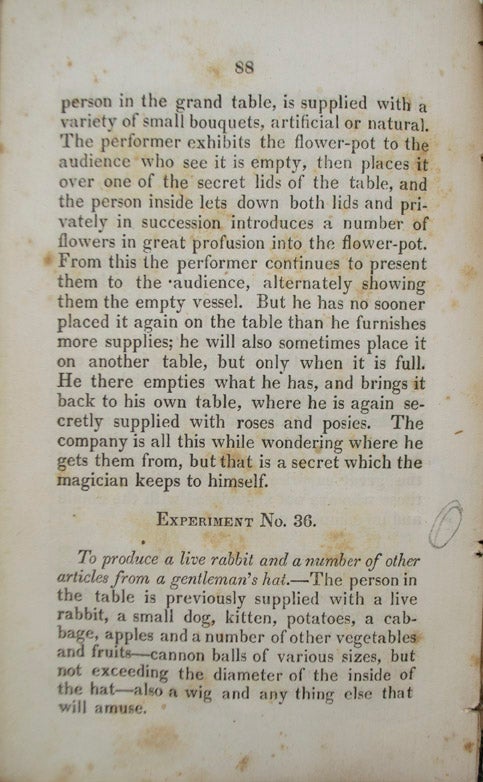 88
person in the grand table, is supplied with a
variety of small bouquets, artificial or natural.
The performer exhibits the flower-pot to the
audience who see it is empty, then places it
over one of the secret lids of the table, and
the person inside lets down both lids and pri-
vately in succession introduces a number of
flowers in great profusion into the flower-pot.
From this the performer continues to present
them to the audience, alternately showing
them the empty vessel. But he has no sooner
placed it again on the table than he furnishes
more supplies; he will also sometimes place it
on another table, but only when it is full.
He there empties what he has, and brings it
back to his own table, where he is again se-
cretly supplied with roses and posies. The
company is all this while wondering where he
gets them from, but that is a secret which the
magician keeps to himself.
Experiment No. 36.
To produce a live rabbit and a number of other
articles from a gentleman's hat.—The person in
the table is previously supplied with a live
rabbit, a small dog, kitten, potatoes, a cab-
bage, apples and a number of other vegetables
and fruits—cannon balls of various sizes, but
not exceeding the diameter of the inside of
the hat—also a wig and any thing else that
will amuse.